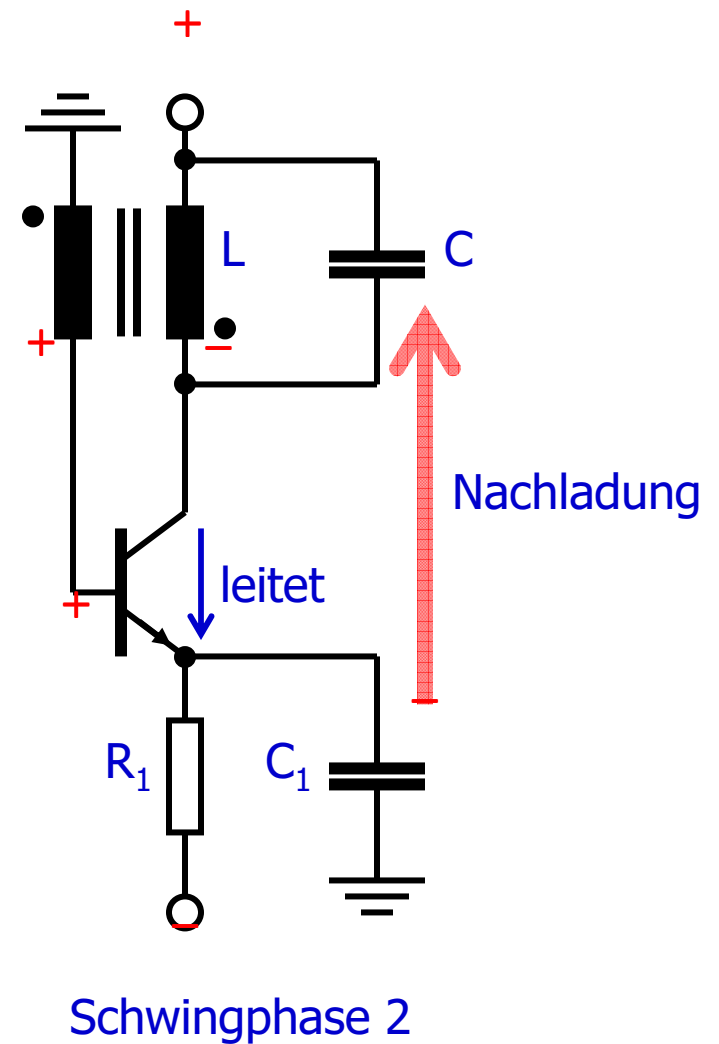 +
L
C
+
−
Nachladung
leitet
+
−
R₁
C₁
−
Schwingphase 2